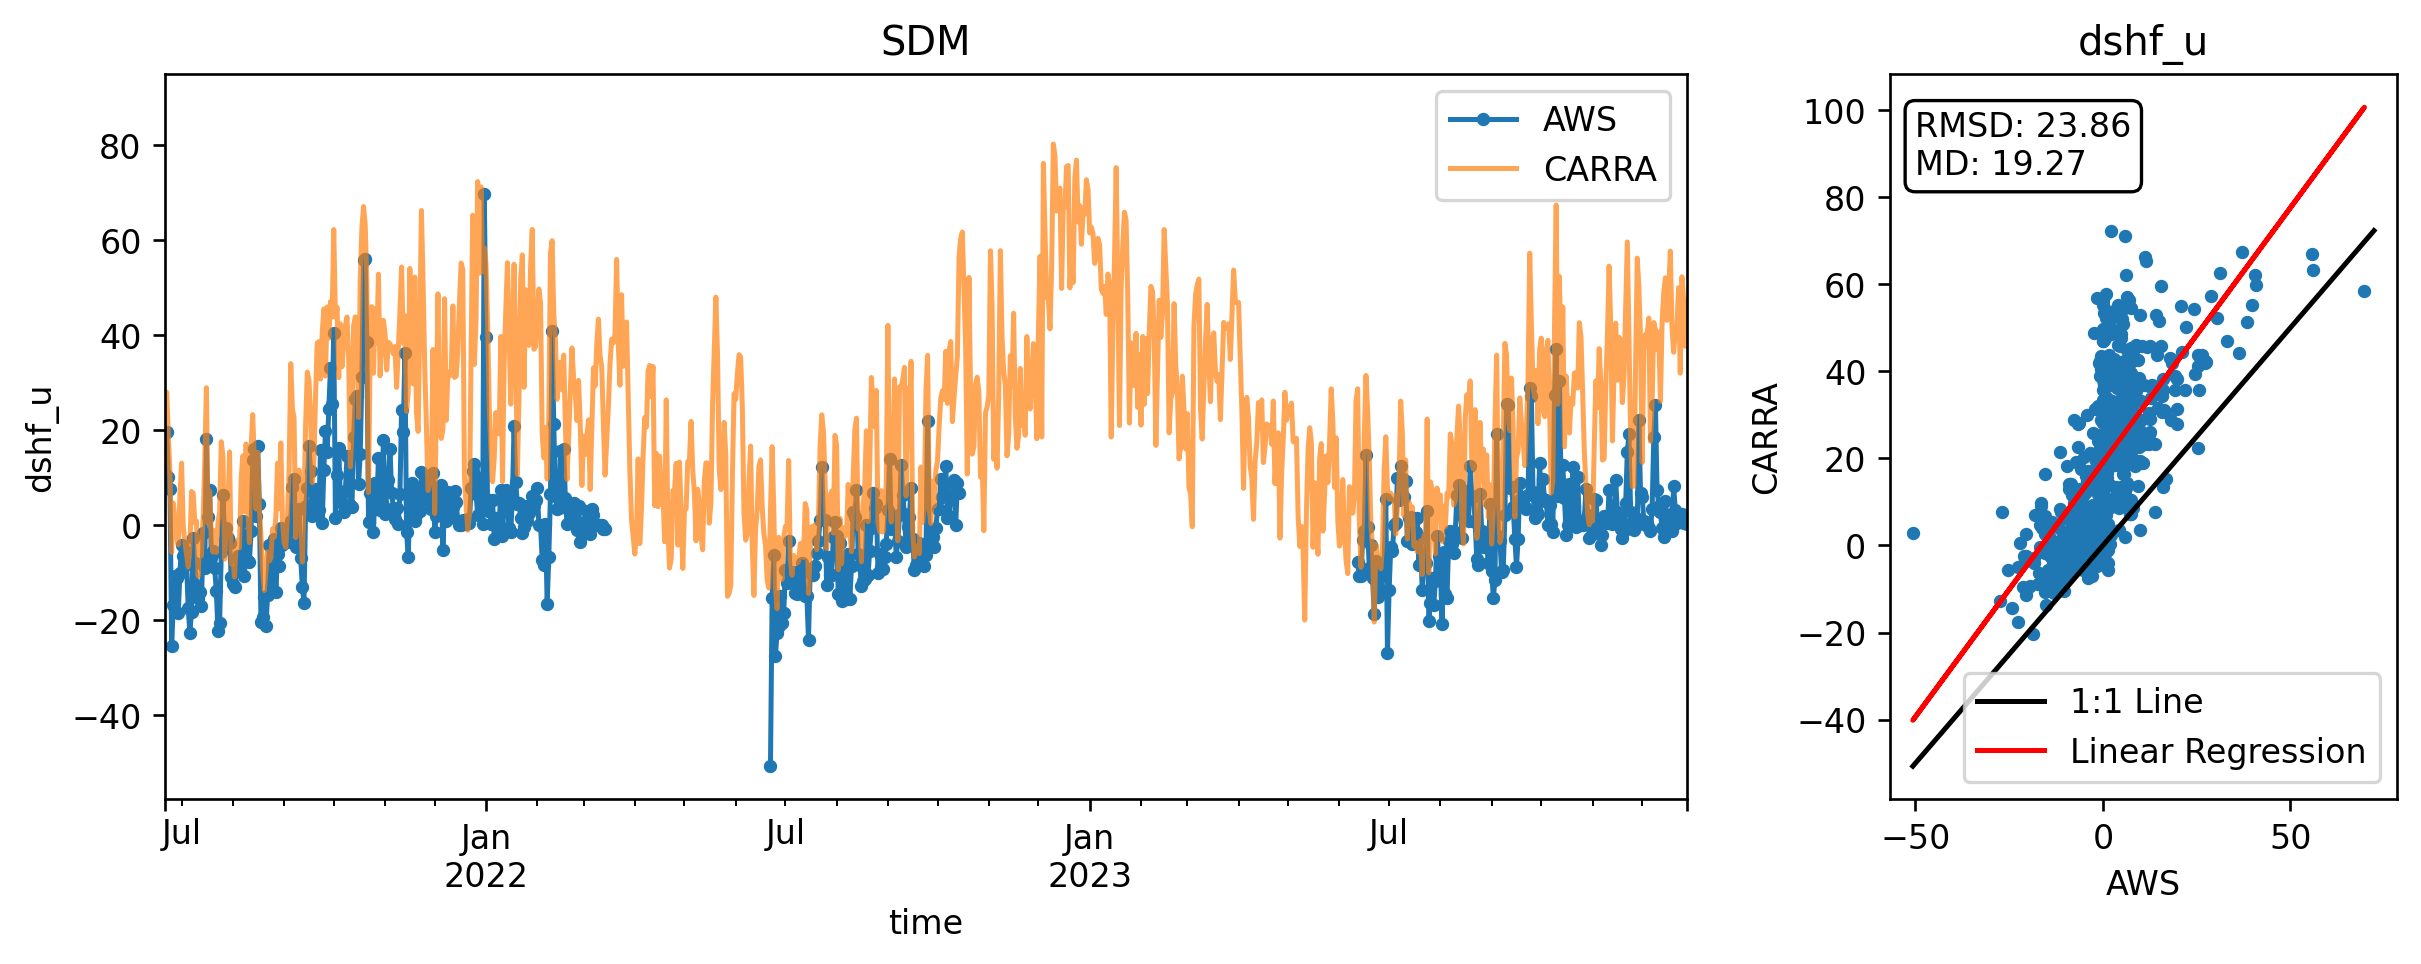 SDM
dshf_u
80
60
40
20
0
−20
−40
AWS
CARRA
Jul
Jan
2022
Jul
Jan
2023
Jul
time
dshf_u
CARRA
100
80
60
40
20
0
−20
−40
RMSD: 23.86
MD: 19.27
1:1 Line
Linear Regression
−50
0
50
AWS